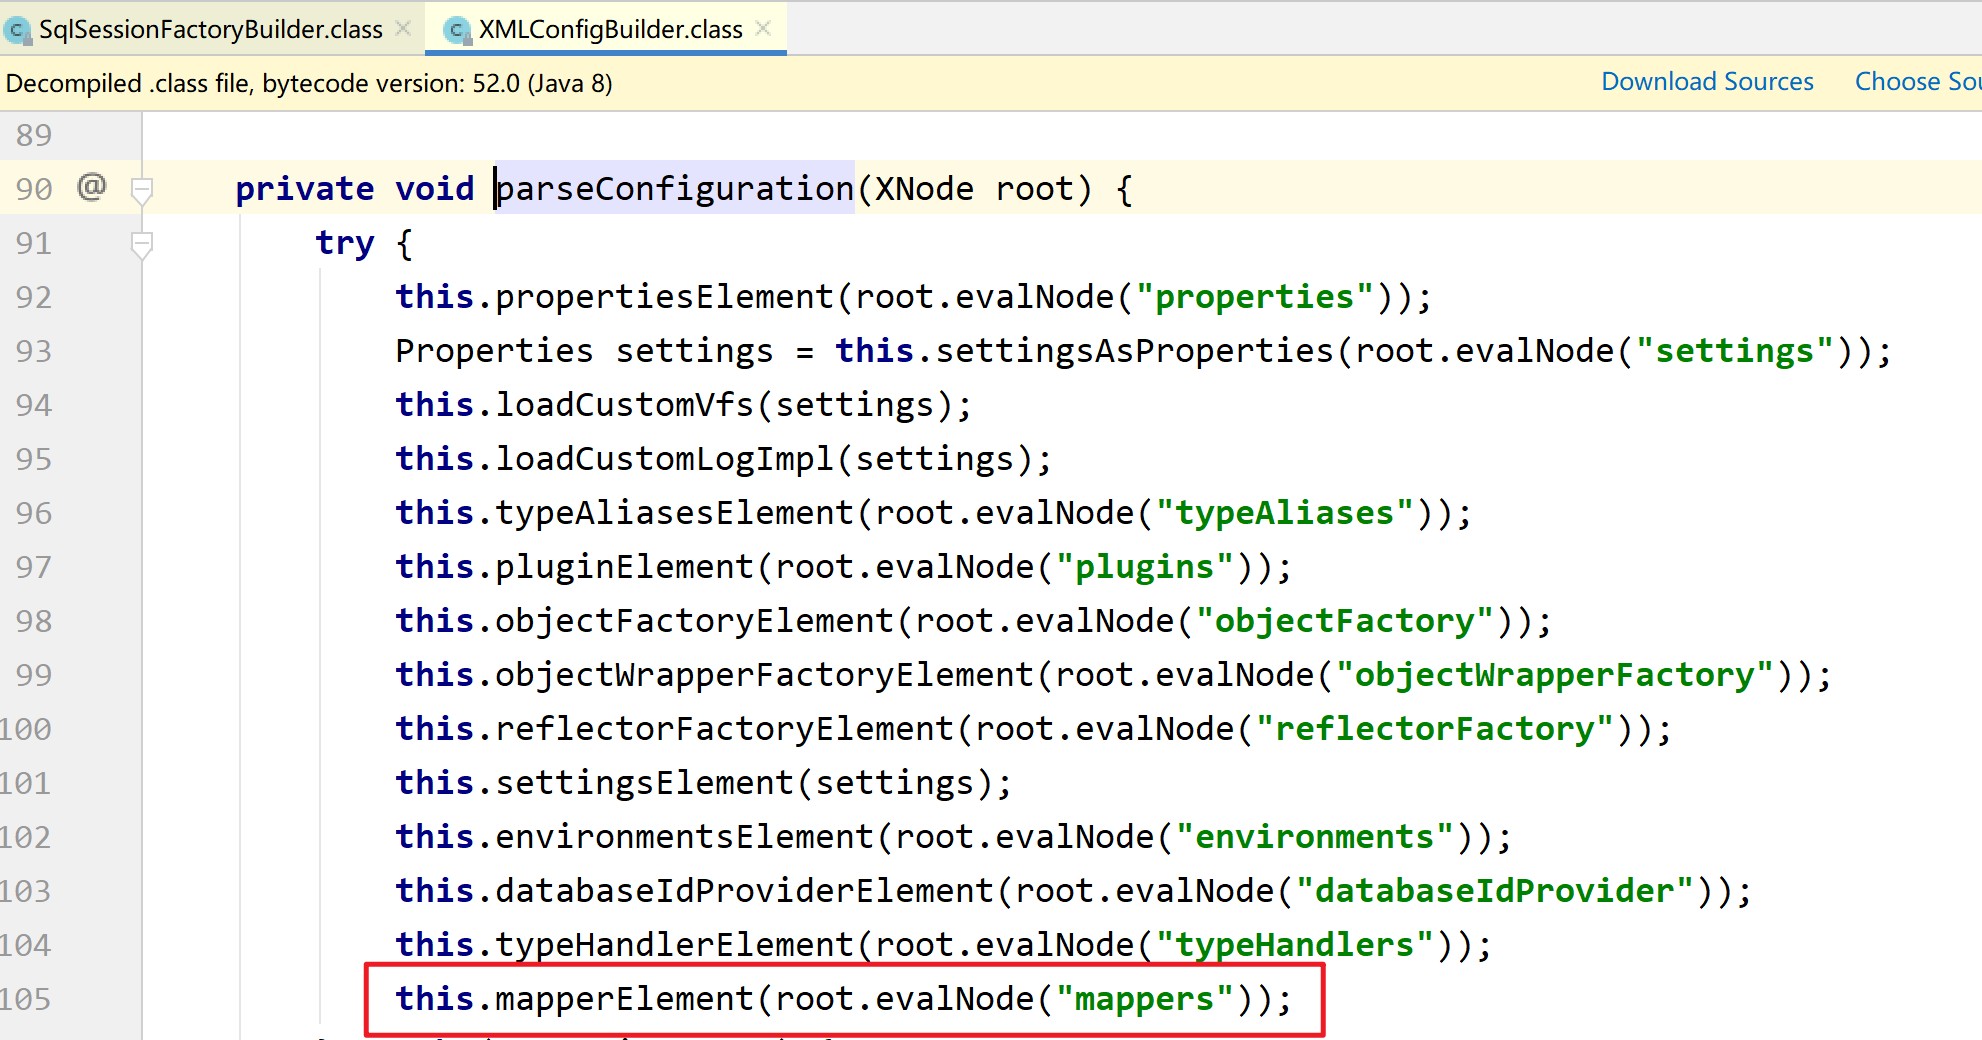 SqlSessionFactoryBuilder.class XMLConfigBuilder.class
Decompiled .class file, bytecode version: 52.0 (Java 8) Download Sources Choose Sou
89
90 @ private void parseConfiguration(XNode root) {
91 try {
92 this.propertiesElement(root.evalNode("properties"));
93 Properties settings = this.settingsAsProperties(root.evalNode("settings"));
94 this.loadCustomVfs(settings);
95 this.loadCustomLogImpl(settings);
96 this.typeAliasesElement(root.evalNode("typeAliases"));
97 this.pluginElement(root.evalNode("plugins"));
98 this.objectFactoryElement(root.evalNode("objectFactory"));
99 this.objectWrapperFactoryElement(root.evalNode("objectWrapperFactory"));
100 this.reflectorFactoryElement(root.evalNode("reflectorFactory"));
101 this.settingsElement(settings);
102 this.environmentsElement(root.evalNode("environments"));
103 this.databaseIdProviderElement(root.evalNode("databaseIdProvider"));
104 this.typeHandlerElement(root.evalNode("typeHandlers"));
105 this.mapperElement(root.evalNode("mappers"));